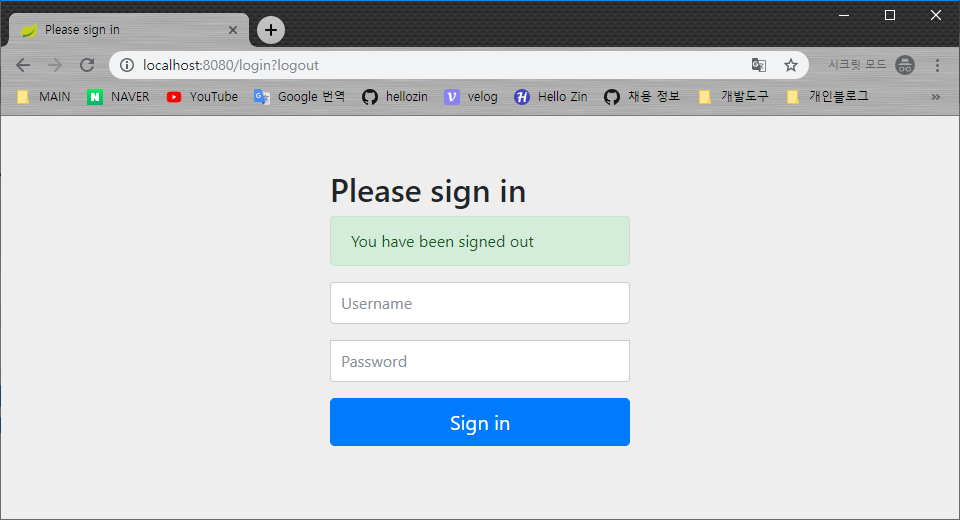 Please sign in
localhost:8080/login?logout
시크릿 모드
MAIN NAVER YouTube Google 번역 hellozin velog Hello Zin 채용 정보 개발도구 개인블로그 »
Please sign in
You have been signed out
Username
Password
Sign in